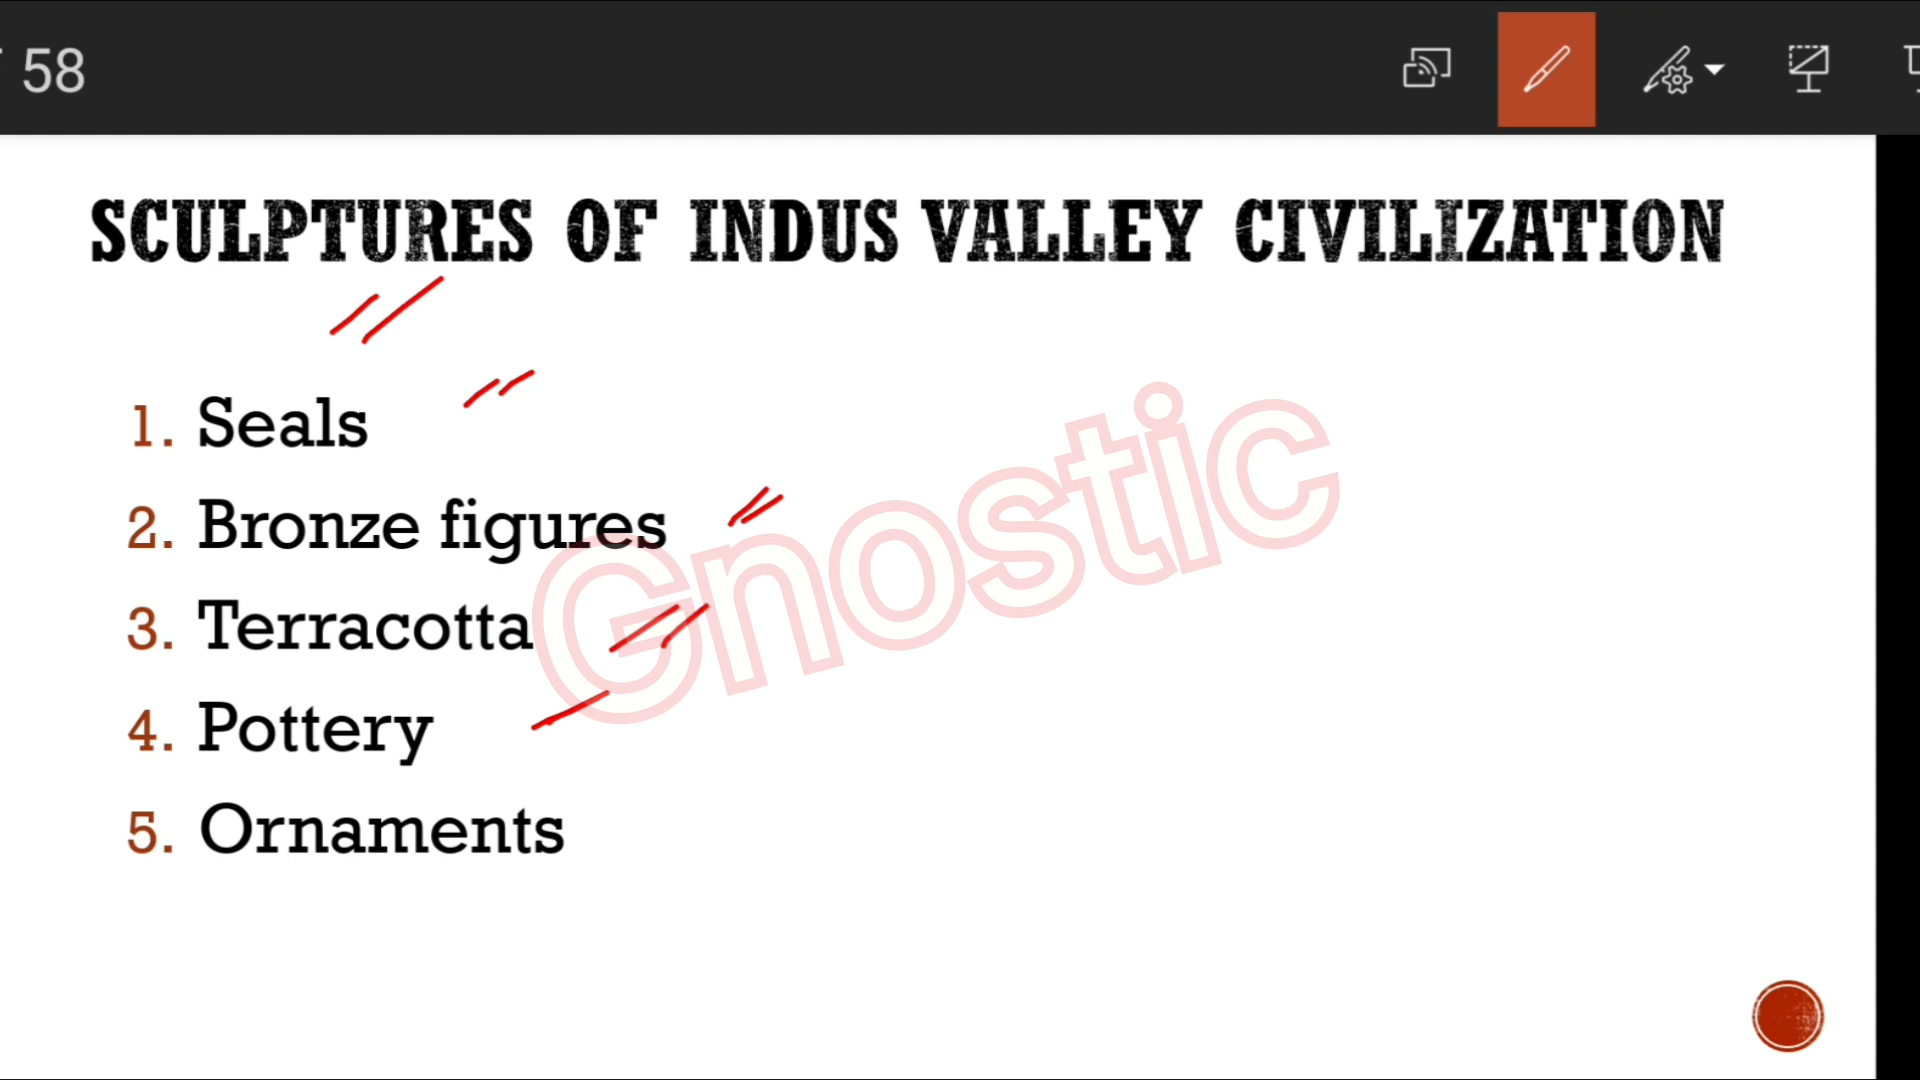 58
SCULPTURES OF INDUS VALLEY CIVILIZATION
1. Seals
2. Bronze figures
3. Terracotta
4. Pottery
5. Ornaments
Gnostic